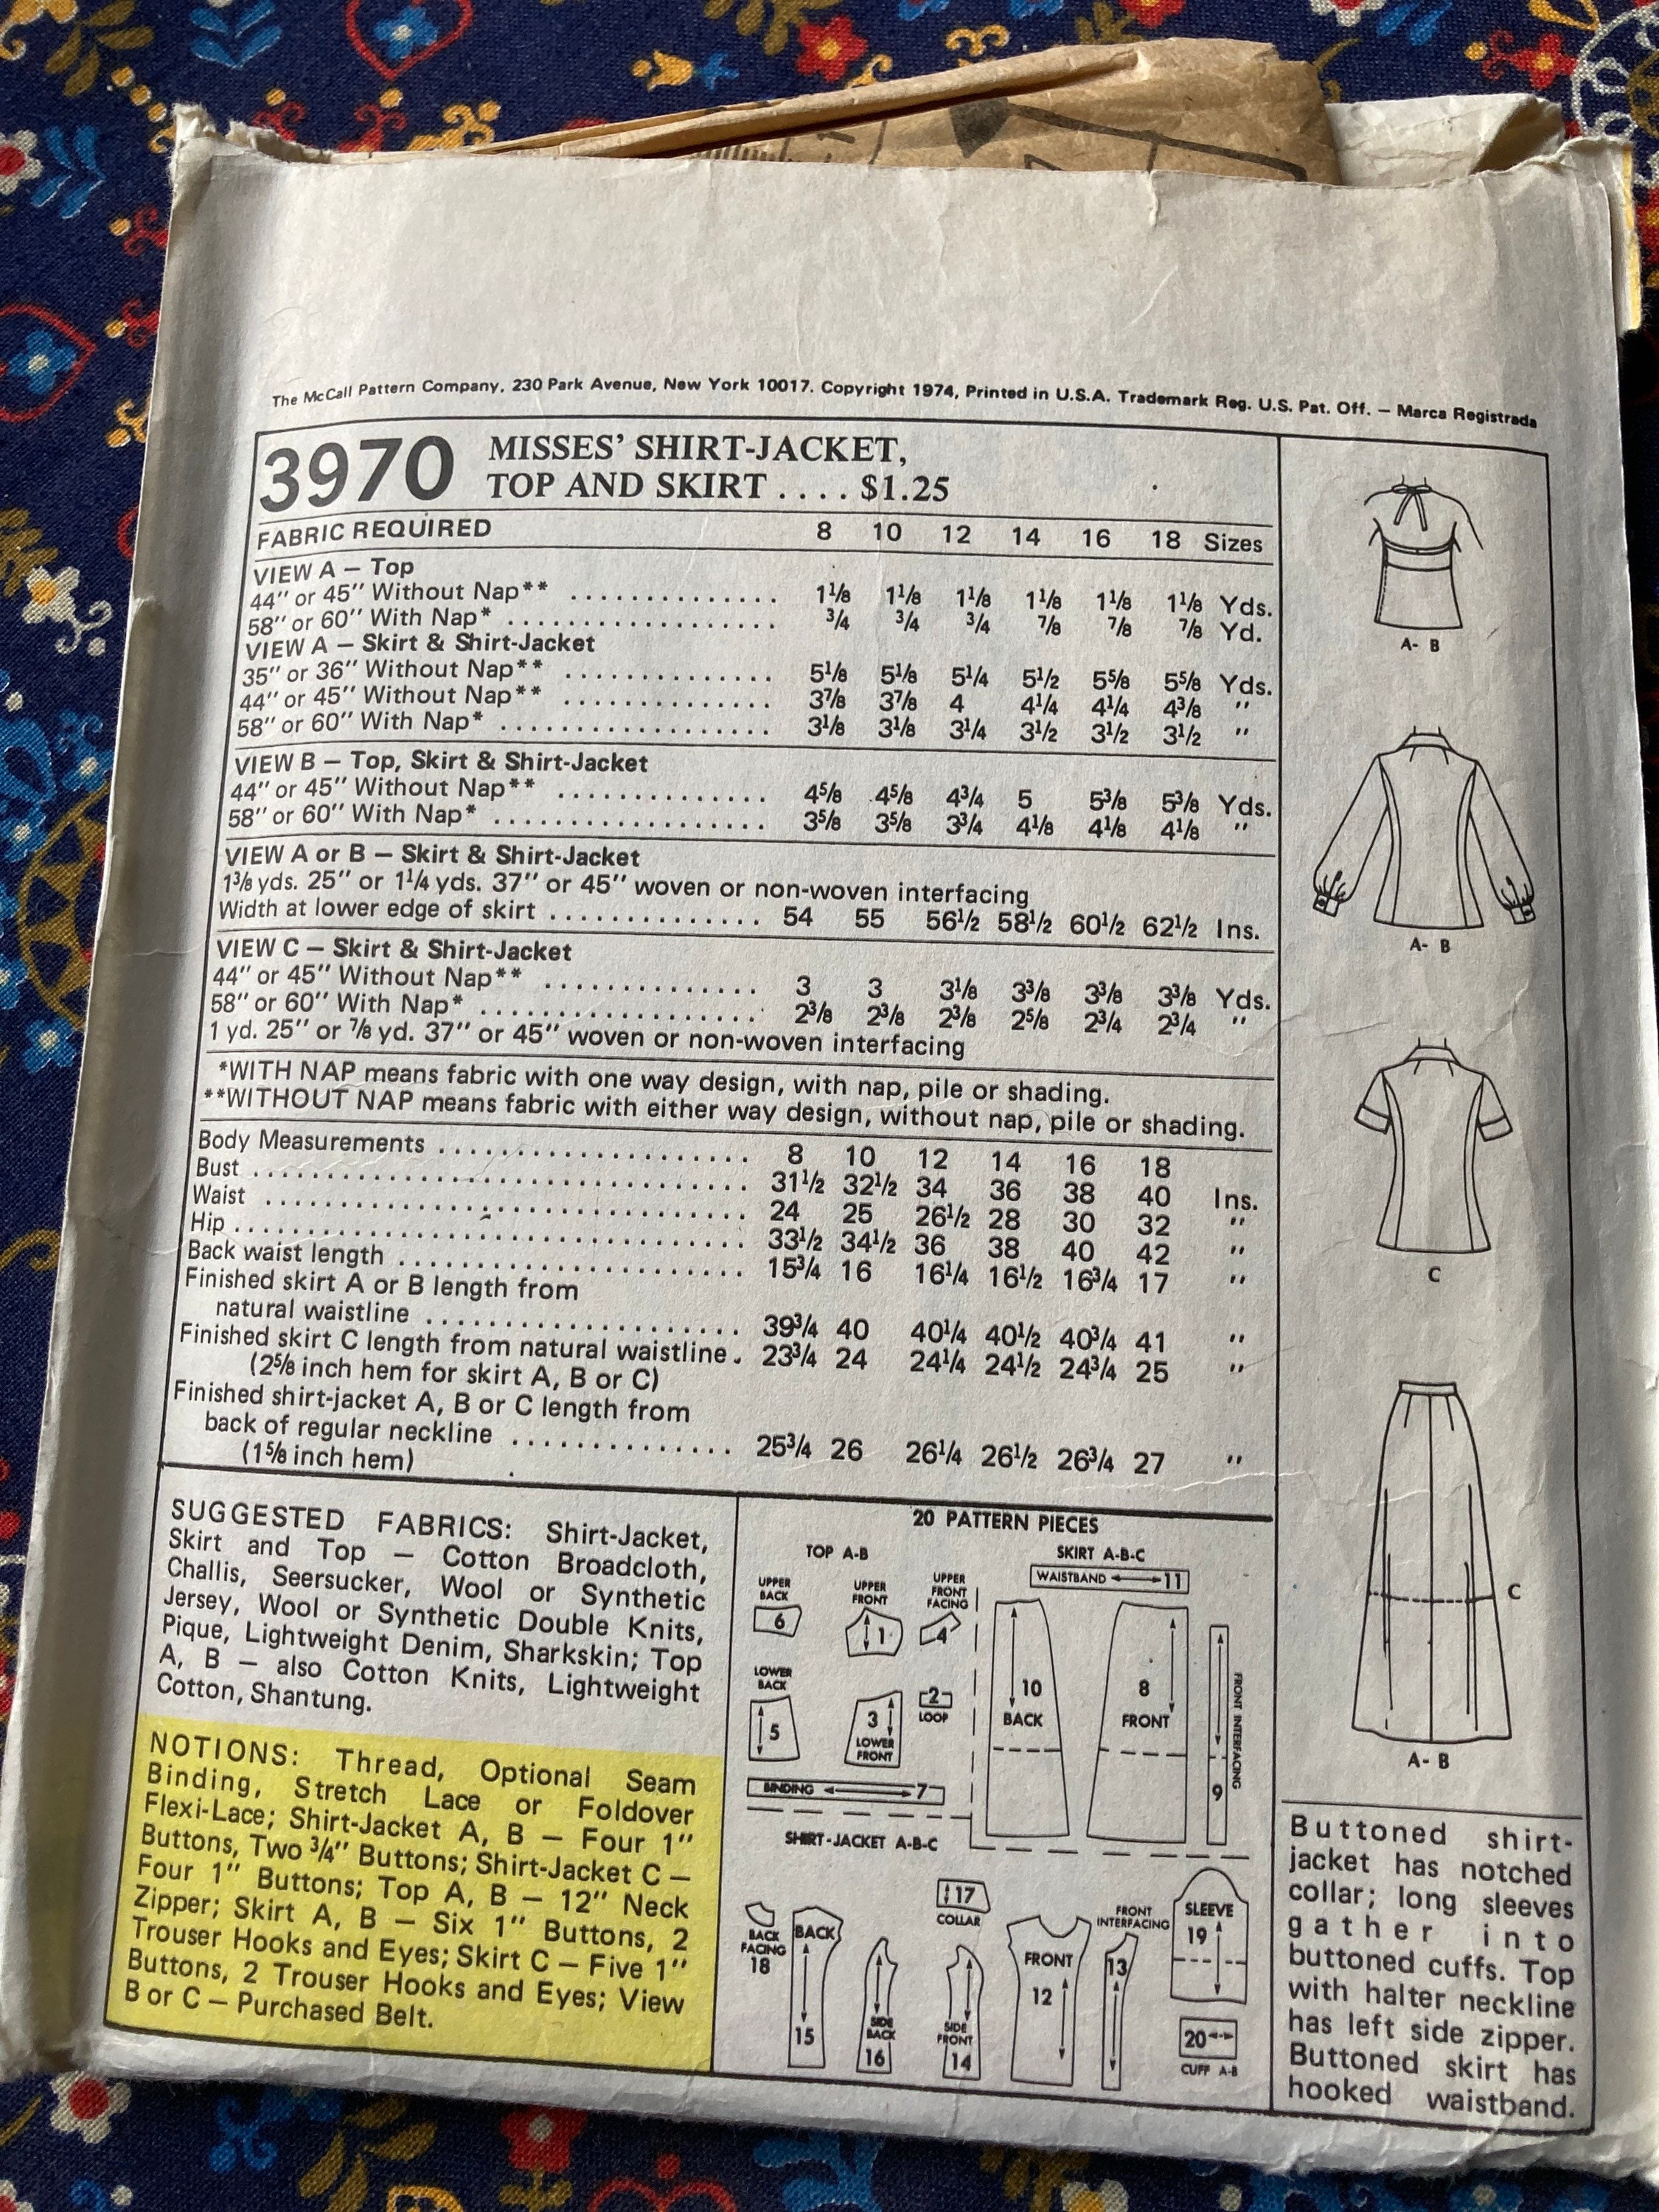 The McCall Pattern Company, 230 Park Avenue, New York 10017. Copyright 1974, Printed in U.S.A. Trademark Reg. U.S. Pat. Off. — Marca Registrada
3970 MISSES' SHIRT-JACKET,
TOP AND SKIRT . . . . $1.25
FABRIC REQUIRED 8 10 12 14 16 18 Sizes
VIEW A — Top
44" or 45" Without Nap** .............. 1⅛ 1⅛ 1⅛ 1⅛ 1⅛ 1⅛ Yds.
58" or 60" With Nap* .................. ¾ ¾ ¾ ⅞ ⅞ ⅞ Yd.
VIEW A — Skirt & Shirt-Jacket
35" or 36" Without Nap** .............. 5⅛ 5⅛ 5¼ 5½ 5⅝ 5⅝ Yds.
44" or 45" Without Nap** .............. 3⅞ 3⅞ 4 4¼ 4¼ 4⅜ "
58" or 60" With Nap* .................. 3⅛ 3⅛ 3¼ 3½ 3½ 3½ "
VIEW B — Top, Skirt & Shirt-Jacket
44" or 45" Without Nap** .............. 4⅝ 4⅝ 4¾ 5 5⅜ 5⅜ Yds.
58" or 60" With Nap* .................. 3⅝ 3⅝ 3¾ 4⅛ 4⅛ 4⅛ "
VIEW A or B — Skirt & Shirt-Jacket
1⅜ yds. 25" or 1¼ yds. 37" or 45" woven or non-woven interfacing
Width at lower edge of skirt .............. 54 55 56½ 58½ 60½ 62½ Ins.
VIEW C — Skirt & Shirt-Jacket
44" or 45" Without Nap** .............. 3 3 3⅛ 3⅜ 3⅜ 3⅜ Yds.
58" or 60" With Nap* .................. 2⅜ 2⅜ 2⅜ 2⅝ 2¾ 2¾ "
1 yd. 25" or ⅞ yd. 37" or 45" woven or non-woven interfacing
*WITH NAP means fabric with one way design, with nap, pile or shading.
**WITHOUT NAP means fabric with either way design, without nap, pile or shading.
Body Measurements ..................... 8 10 12 14 16 18
Bust .................................. 31½ 32½ 34 36 38 40 Ins.
Waist ................................. 24 25 26½ 28 30 32 "
Hip ................................... 33½ 34½ 36 38 40 42 "
Back waist length ....................... 15¾ 16 16¼ 16½ 16¾ 17 "
Finished skirt A or B length from
natural waistline ..................... 39¾ 40 40¼ 40½ 40¾ 41 "
Finished skirt C length from natural waistline . 23¾ 24 24¼ 24½ 24¾ 25 "
(2⅝ inch hem for skirt A, B or C)
Finished shirt-jacket A, B or C length from
back of regular neckline ............... 25¾ 26 26¼ 26½ 26¾ 27 "
(1⅝ inch hem)
SUGGESTED FABRICS: Shirt-Jacket,
Skirt and Top — Cotton Broadcloth,
Challis, Seersucker, Wool or Synthetic
Jersey, Wool or Synthetic Double Knits,
Pique, Lightweight Denim, Sharkskin; Top
A, B — also Cotton Knits, Lightweight
Cotton, Shantung.
NOTIONS: Thread, Optional Seam
Binding, Stretch Lace or Foldover
Flexi-Lace; Shirt-Jacket A, B — Four 1"
Buttons, Two ¾" Buttons; Shirt-Jacket C —
Four 1" Buttons; Top A, B — 12" Neck
Zipper; Skirt A, B — Six 1" Buttons, 2
Trouser Hooks and Eyes; Skirt C — Five 1"
Buttons, 2 Trouser Hooks and Eyes; View
B or C — Purchased Belt.
20 PATTERN PIECES
TOP A-B
UPPER
BACK
6
UPPER
FRONT
1
UPPER
FRONT
FACING
4
LOWER
BACK
5
3
LOWER
FRONT
2
LOOP
BINDING 7
SKIRT A-B-C
WAISTBAND 11
10
BACK
8
FRONT
FRONT INTERFACING
9
SHIRT-JACKET A-B-C
BACK
FACING
18
BACK
15
SIDE
BACK
16
17
COLLAR
SIDE
FRONT
14
FRONT
12
FRONT
INTERFACING
13
SLEEVE
19
20
CUFF A-B
A- B
A- B
C
C
A- B
Buttoned shirt-
jacket has notched
collar; long sleeves
gather into
buttoned cuffs. Top
with halter neckline
has left side zipper.
Buttoned skirt has
hooked waistband.